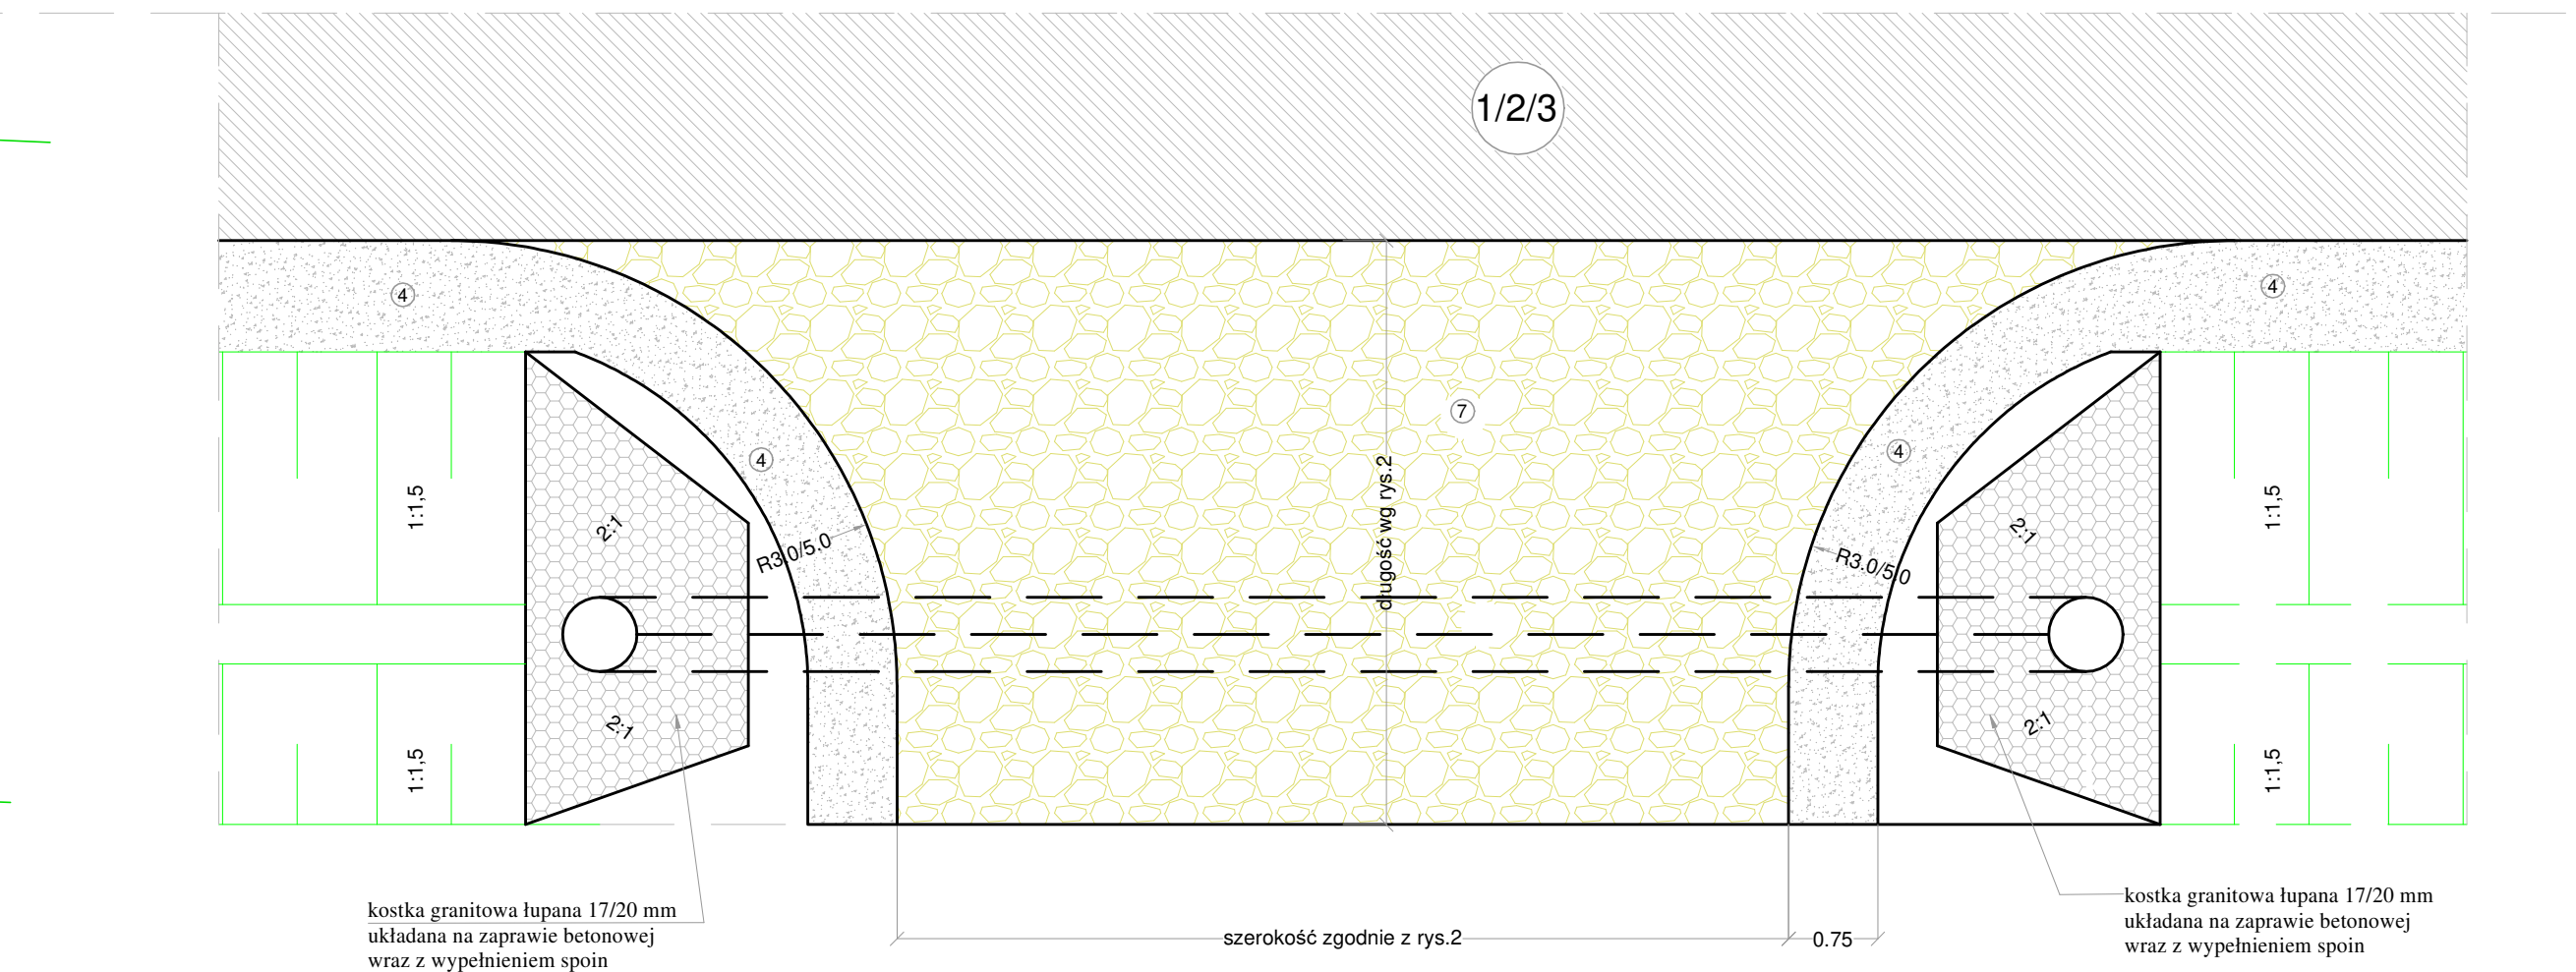 1/2/3
4
4
7
4
4
1:1,5
2:1
R3.0/5.0
długość wg rys.2
R3.0/5.0
2:1
1:1,5
1:1,5
2:1
2:1
1:1,5
kostka granitowa łupana 17/20 mm
układana na zaprawie betonowej
wraz z wypełnieniem spoin
szerokość zgodnie z rys.2
0.75
kostka granitowa łupana 17/20 mm
układana na zaprawie betonowej
wraz z wypełnieniem spoin